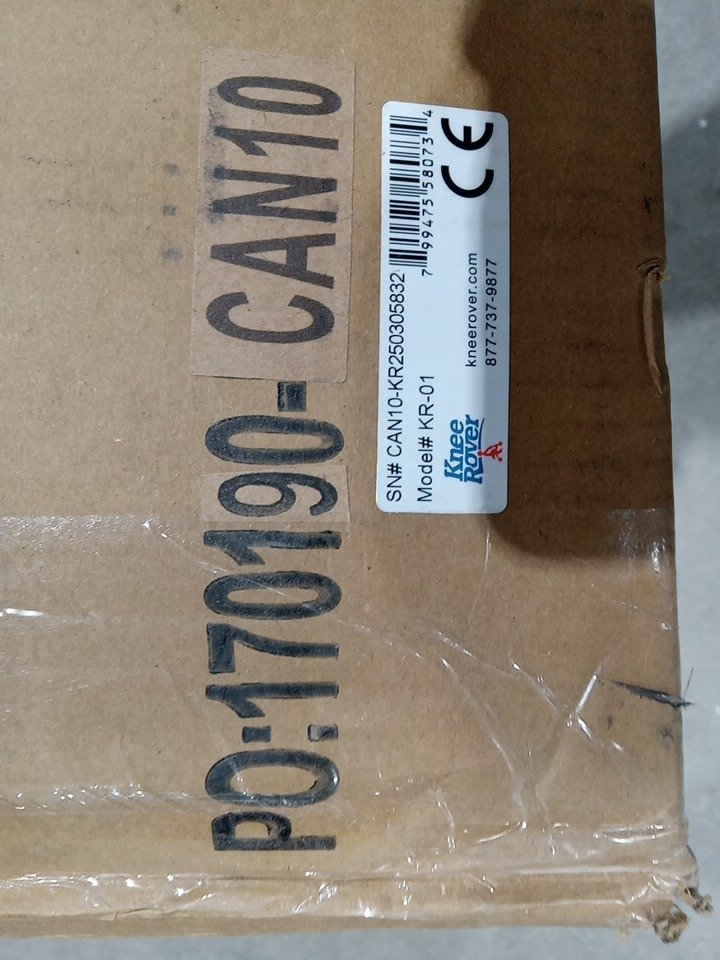 PO:170190-CAN10
SN# CAN10-KR250305832
Model# KR-01
7 99475 58073 4
Knee
Rover
kneerover.com
877-737-9877
CE